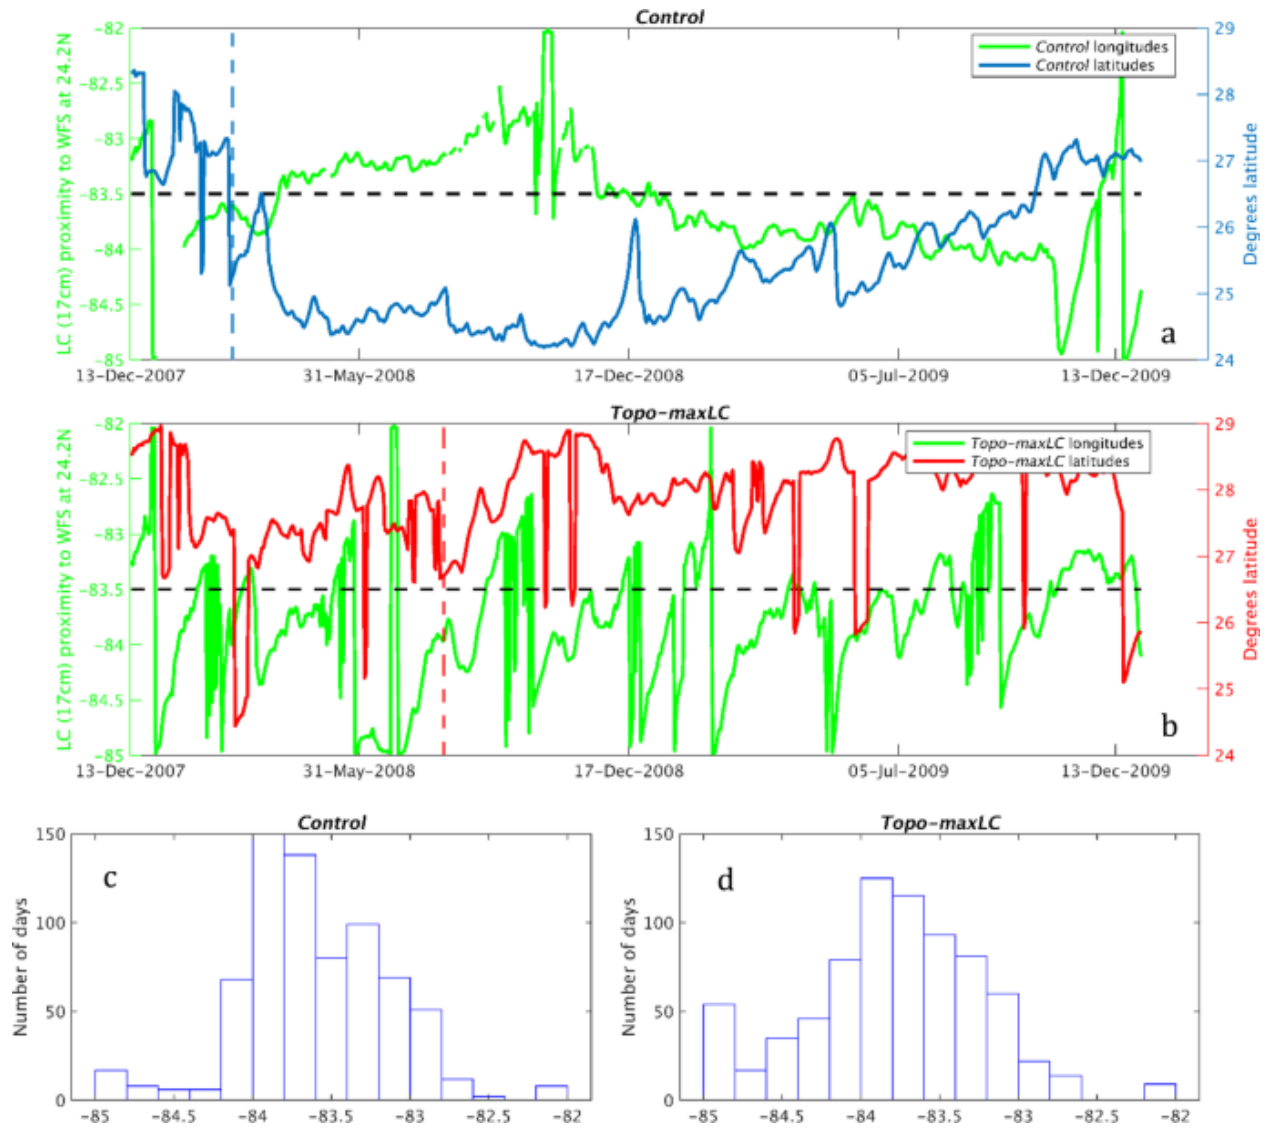 Control
LC (17cm) proximity to WFS at 24.2N
-82
-82.5
-83
-83.5
-84
-84.5
-85
Control longitudes
Control latitudes
29
28
27
26
25
24
Degrees latitude
a
13-Dec-2007 31-May-2008 17-Dec-2008 05-Jul-2009 13-Dec-2009
Topo-maxLC
LC (17cm) proximity to WFS at 24.2N
-82
-82.5
-83
-83.5
-84
-84.5
-85
Topo-maxLC longitudes
Topo-maxLC latitudes
29
28
27
26
25
24
Degrees latitude
b
13-Dec-2007 31-May-2008 17-Dec-2008 05-Jul-2009 13-Dec-2009
Control
Number of days
150
100
50
0
c
-85 -84.5 -84 -83.5 -83 -82.5 -82
Topo-maxLC
Number of days
150
100
50
0
d
-85 -84.5 -84 -83.5 -83 -82.5 -82